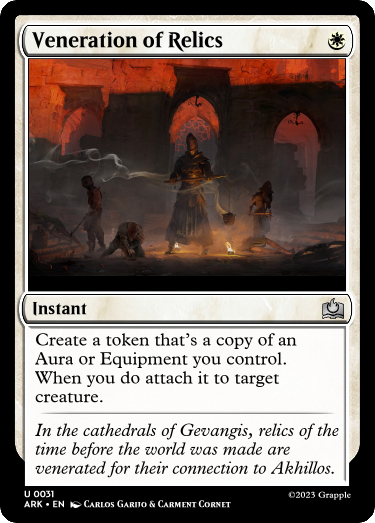 Veneration of Relics
Instant
Create a token that's a copy of an
Aura or Equipment you control.
When you do attach it to target
creature.
In the cathedrals of Gevangis, relics of the
time before the world was made are
venerated for their connection to Akhillos.
U 0031
ARK • EN Carlos Garijo & Carment Cornet
©2023 Grapple